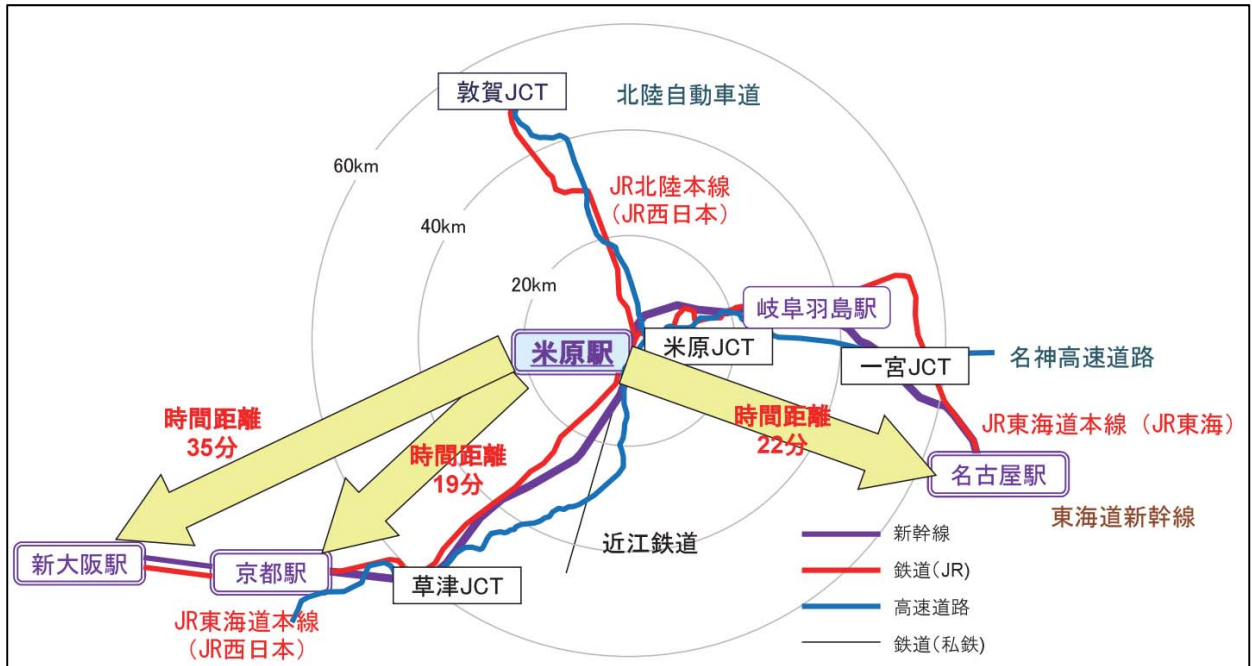 敦賀JCT
北陸自動車道
60km
JR北陸本線
（JR西日本）
40km
20km
岐阜羽島駅
米原駅
米原JCT
一宮JCT
名神高速道路
時間距離
35分
時間距離
19分
時間距離
22分
JR東海道本線（JR東海）
名古屋駅
東海道新幹線
近江鉄道
新大阪駅
京都駅
草津JCT
JR東海道本線
（JR西日本）
新幹線
鉄道(JR)
高速道路
鉄道(私鉄)